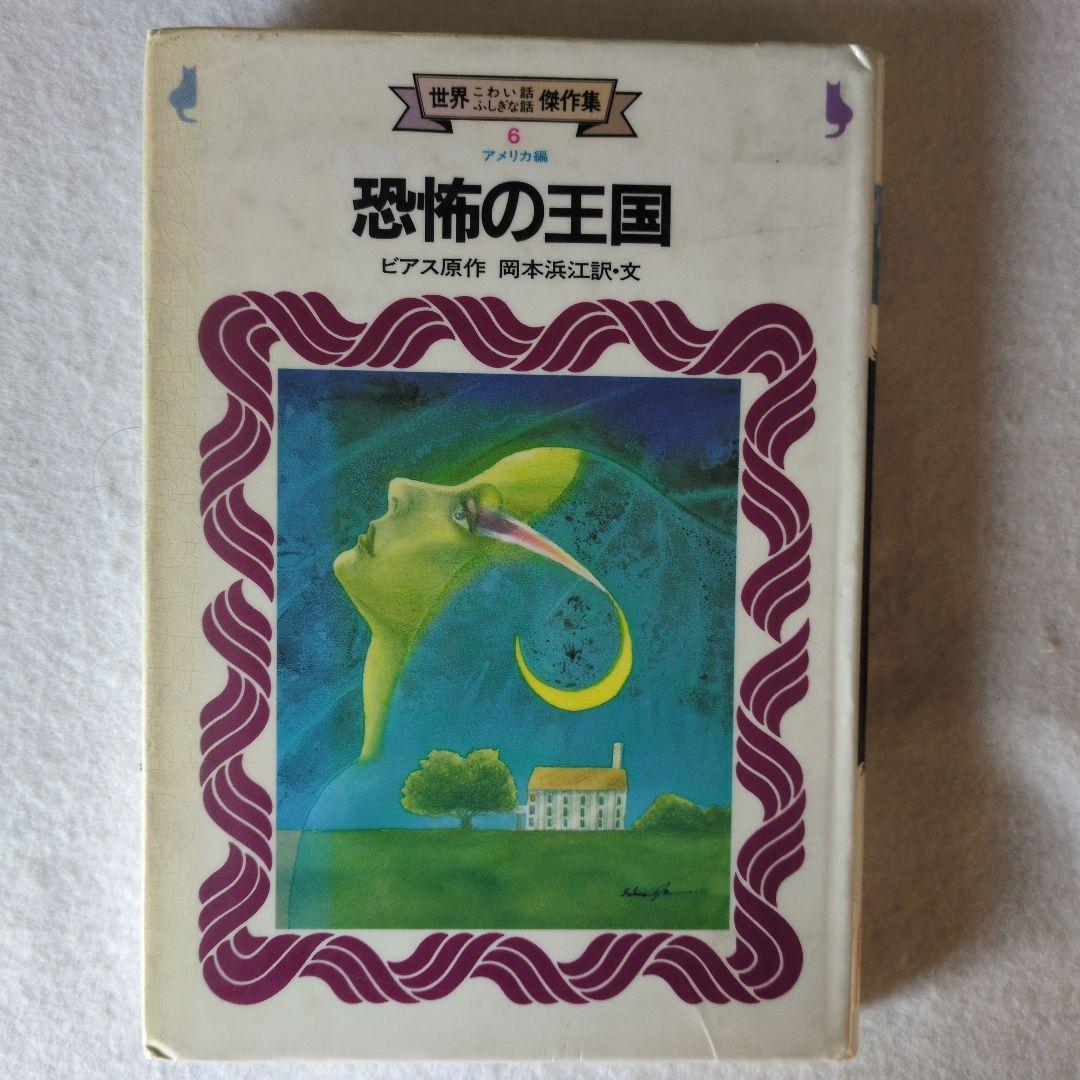 世界 こわい話 ふしぎな話 傑作集
6
アメリカ編
恐怖の王国
ビアス原作 岡本浜江訳・文